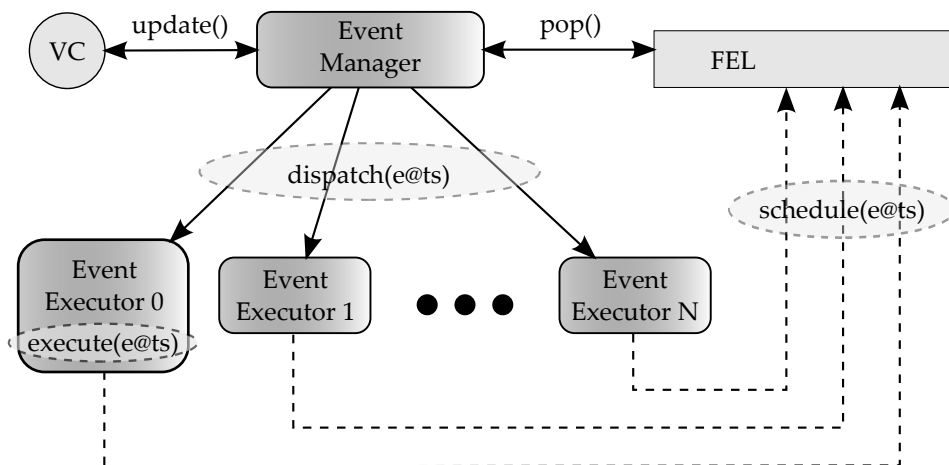 VC
update()
Event
Manager
pop()
FEL
dispatch(e@ts)
schedule(e@ts)
Event
Executor 0
execute(e@ts)
Event
Executor 1
Event
Executor N